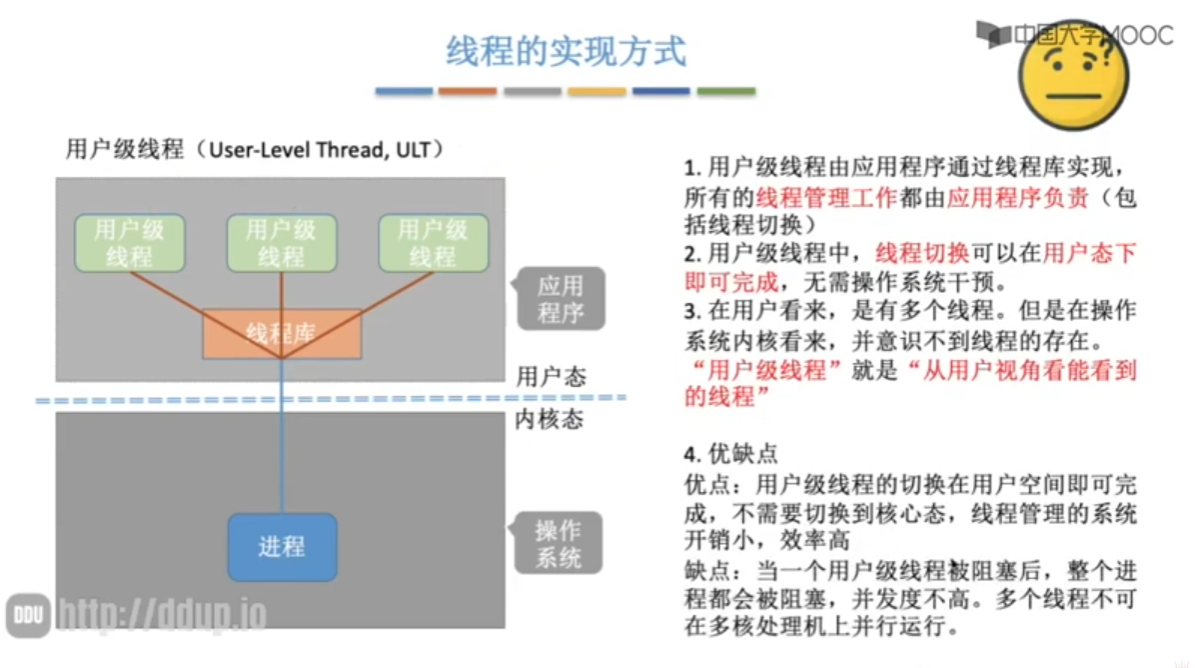 线程的实现方式
中国大学MOOC
用户级线程（User-Level Thread, ULT）
用户级
线程
用户级
线程
用户级
线程
线程库
应用
程序
用户态
内核态
进程
操作
系统
DDU http://ddup.io
1. 用户级线程由应用程序通过线程库实现，
所有的线程管理工作都由应用程序负责（包
括线程切换）
2. 用户级线程中，线程切换可以在用户态下
即可完成，无需操作系统干预。
3. 在用户看来，是有多个线程。但是在操作
系统内核看来，并意识不到线程的存在。
“用户级线程”就是“从用户视角看能看到
的线程”
4. 优缺点
优点：用户级线程的切换在用户空间即可完
成，不需要切换到核心态，线程管理的系统
开销小，效率高
缺点：当一个用户级线程被阻塞后，整个进
程都会被阻塞，并发度不高。多个线程不可
在多核处理机上并行运行。